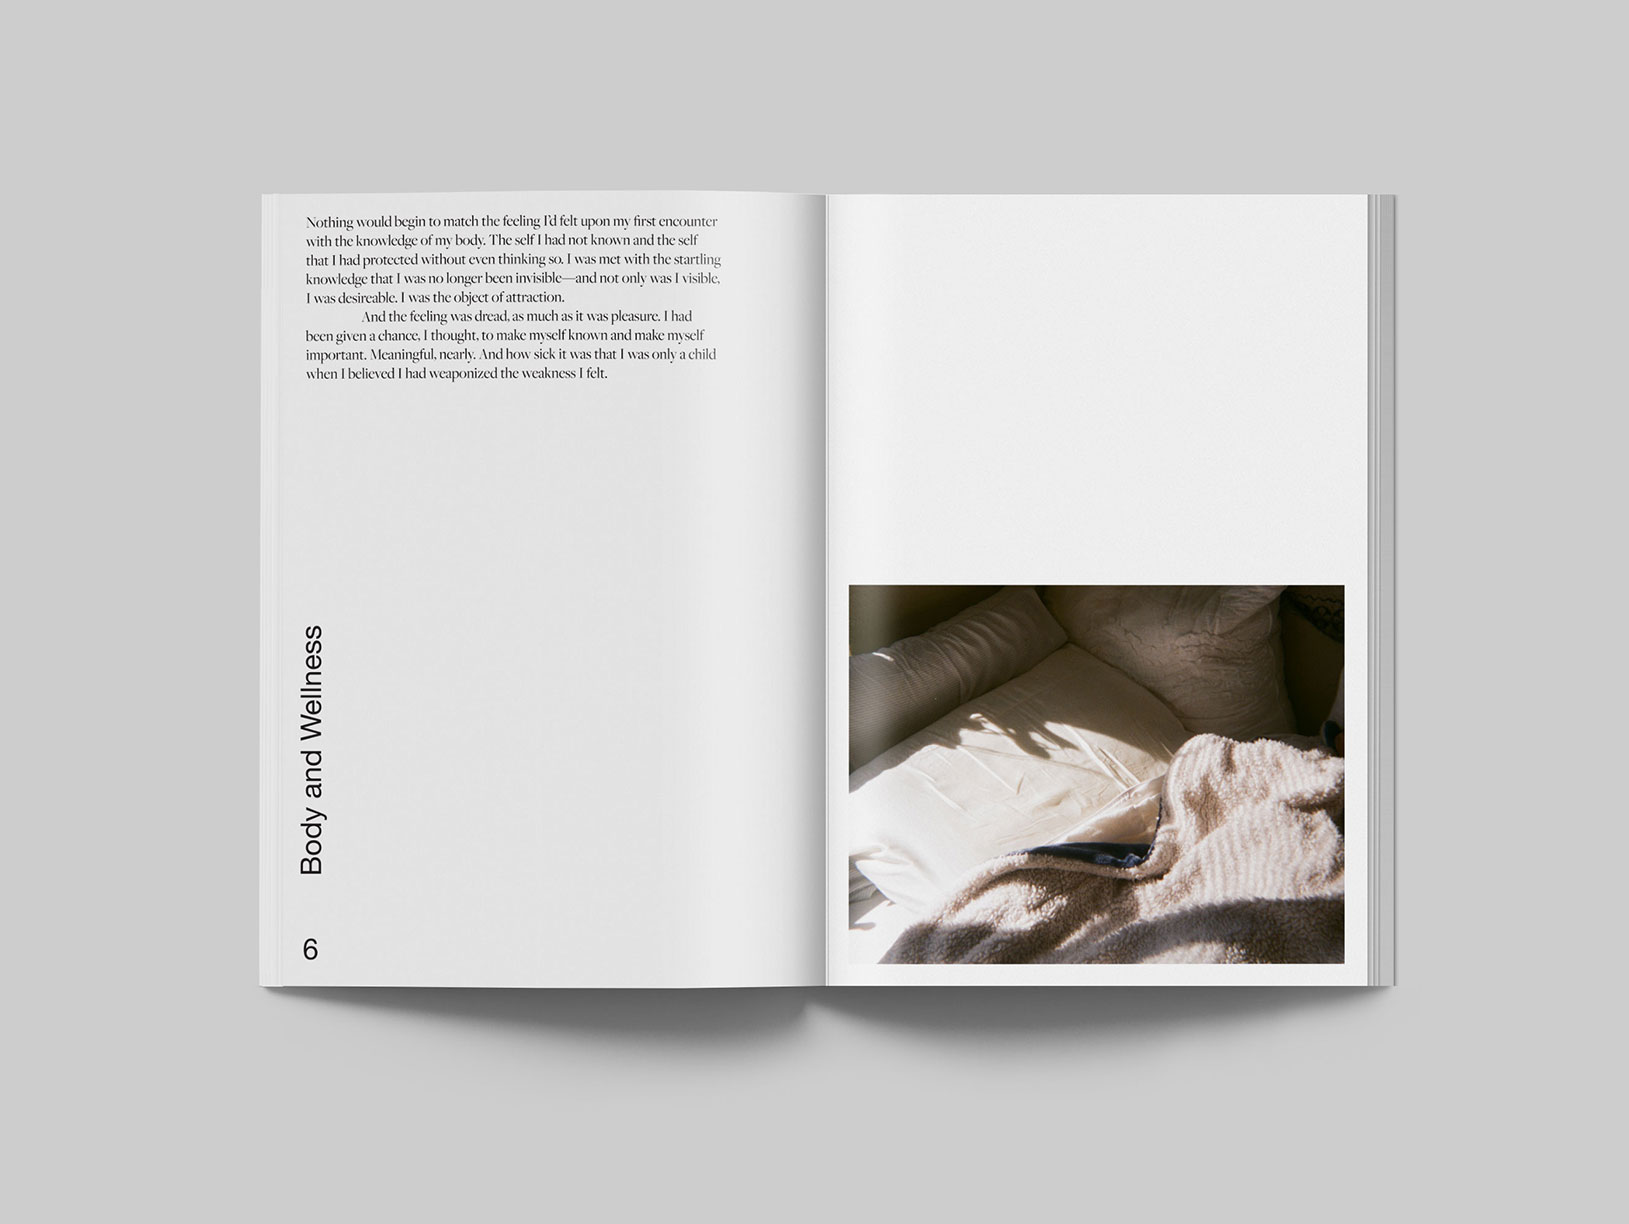 Nothing would begin to match the feeling I'd felt upon my first encounter
with the knowledge of my body. The self I had not known and the self
that I had protected without even thinking so. I was met with the startling
knowledge that I was no longer been invisible—and not only was I visible,
I was desireable. I was the object of attraction.
And the feeling was dread, as much as it was pleasure. I had
been given a chance, I thought, to make myself known and make myself
important. Meaningful, nearly. And how sick it was that I was only a child
when I believed I had weaponized the weakness I felt.
Body and Wellness
6